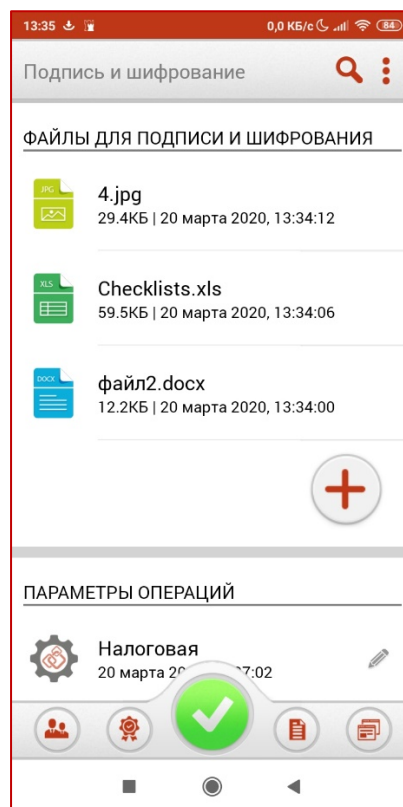 13:35 0,0 КБ/с 84
Подпись и шифрование
ФАЙЛЫ ДЛЯ ПОДПИСИ И ШИФРОВАНИЯ
JPG
4.jpg
29.4КБ | 20 марта 2020, 13:34:12
XLS
Checklists.xls
59.5КБ | 20 марта 2020, 13:34:06
DOCX
файл2.docx
12.2КБ | 20 марта 2020, 13:34:00
ПАРАМЕТРЫ ОПЕРАЦИЙ
Налоговая
20 марта 7:02